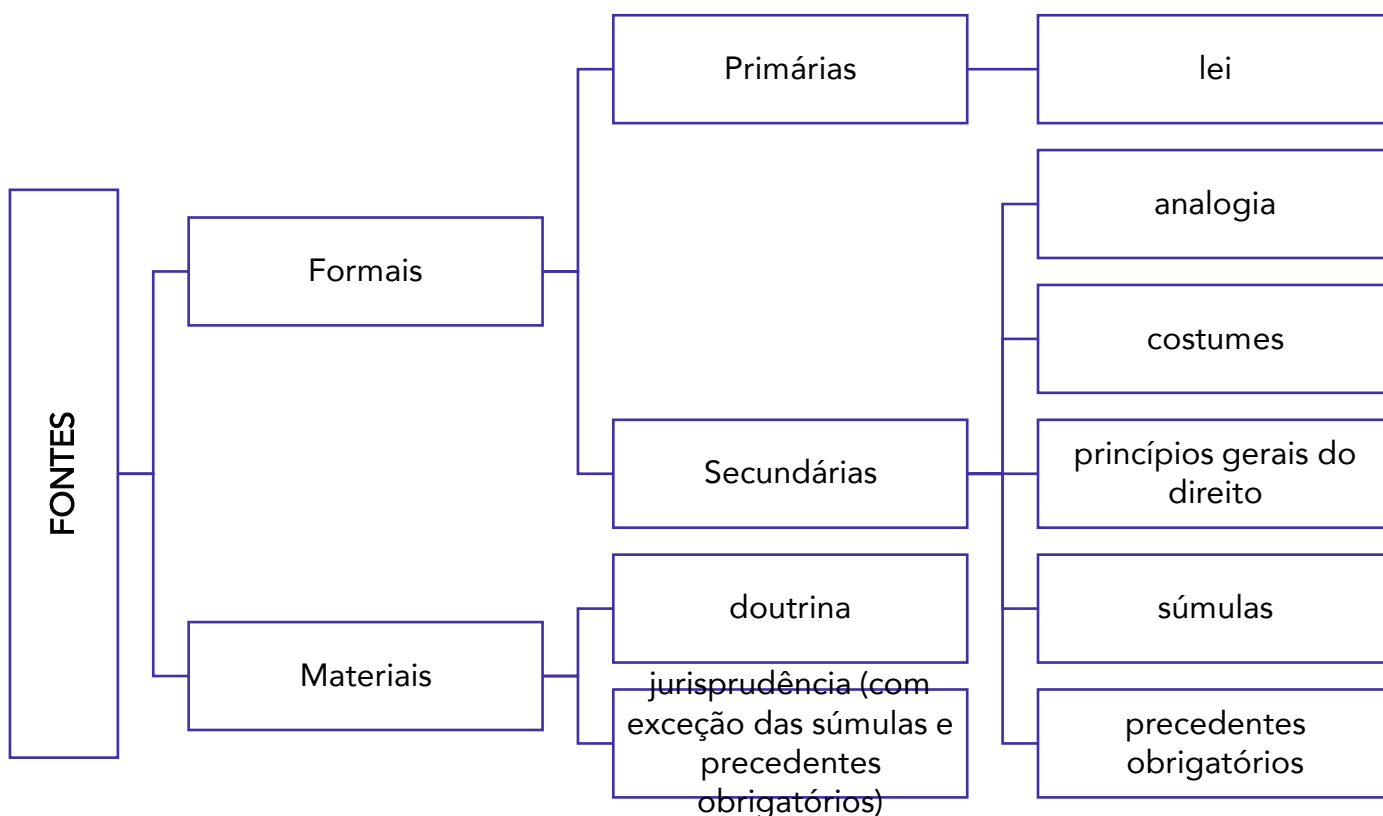 FONTES
Formais
Primárias
lei
Secundárias
analogia
costumes
princípios gerais do
direito
súmulas
precedentes
obrigatórios
Materiais
doutrina
jurisprudência (com
exceção das súmulas e
precedentes
obrigatórios)